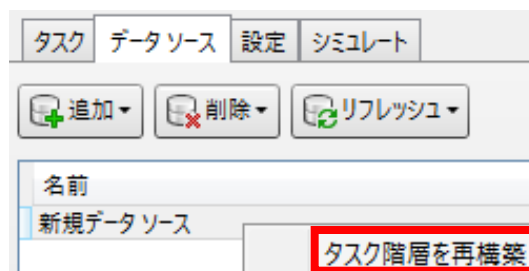 タスク データ ソース 設定 シミュレート
追加 削除 リフレッシュ
名前
新規データ ソース
タスク階層を再構築